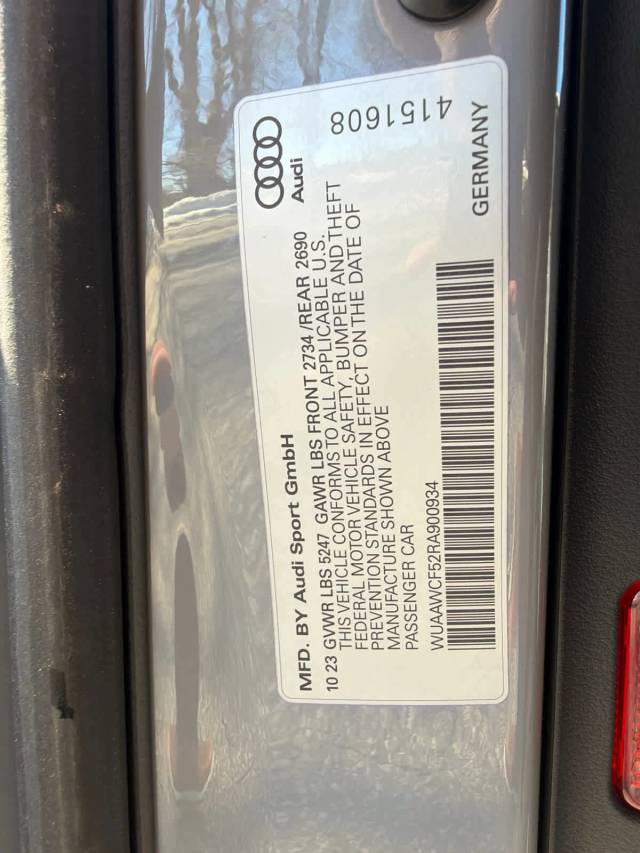 MFD. BY Audi Sport GmbH
Audi
10 23 GVWR LBS 5247 GAWR LBS FRONT 2734 /REAR 2690
THIS VEHICLE CONFORMS TO ALL APPLICABLE U.S.
FEDERAL MOTOR VEHICLE SAFETY, BUMPER AND THEFT
PREVENTION STANDARDS IN EFFECT ON THE DATE OF
MANUFACTURE SHOWN ABOVE
4151608
PASSENGER CAR
WUAAWCF52RA900934
GERMANY